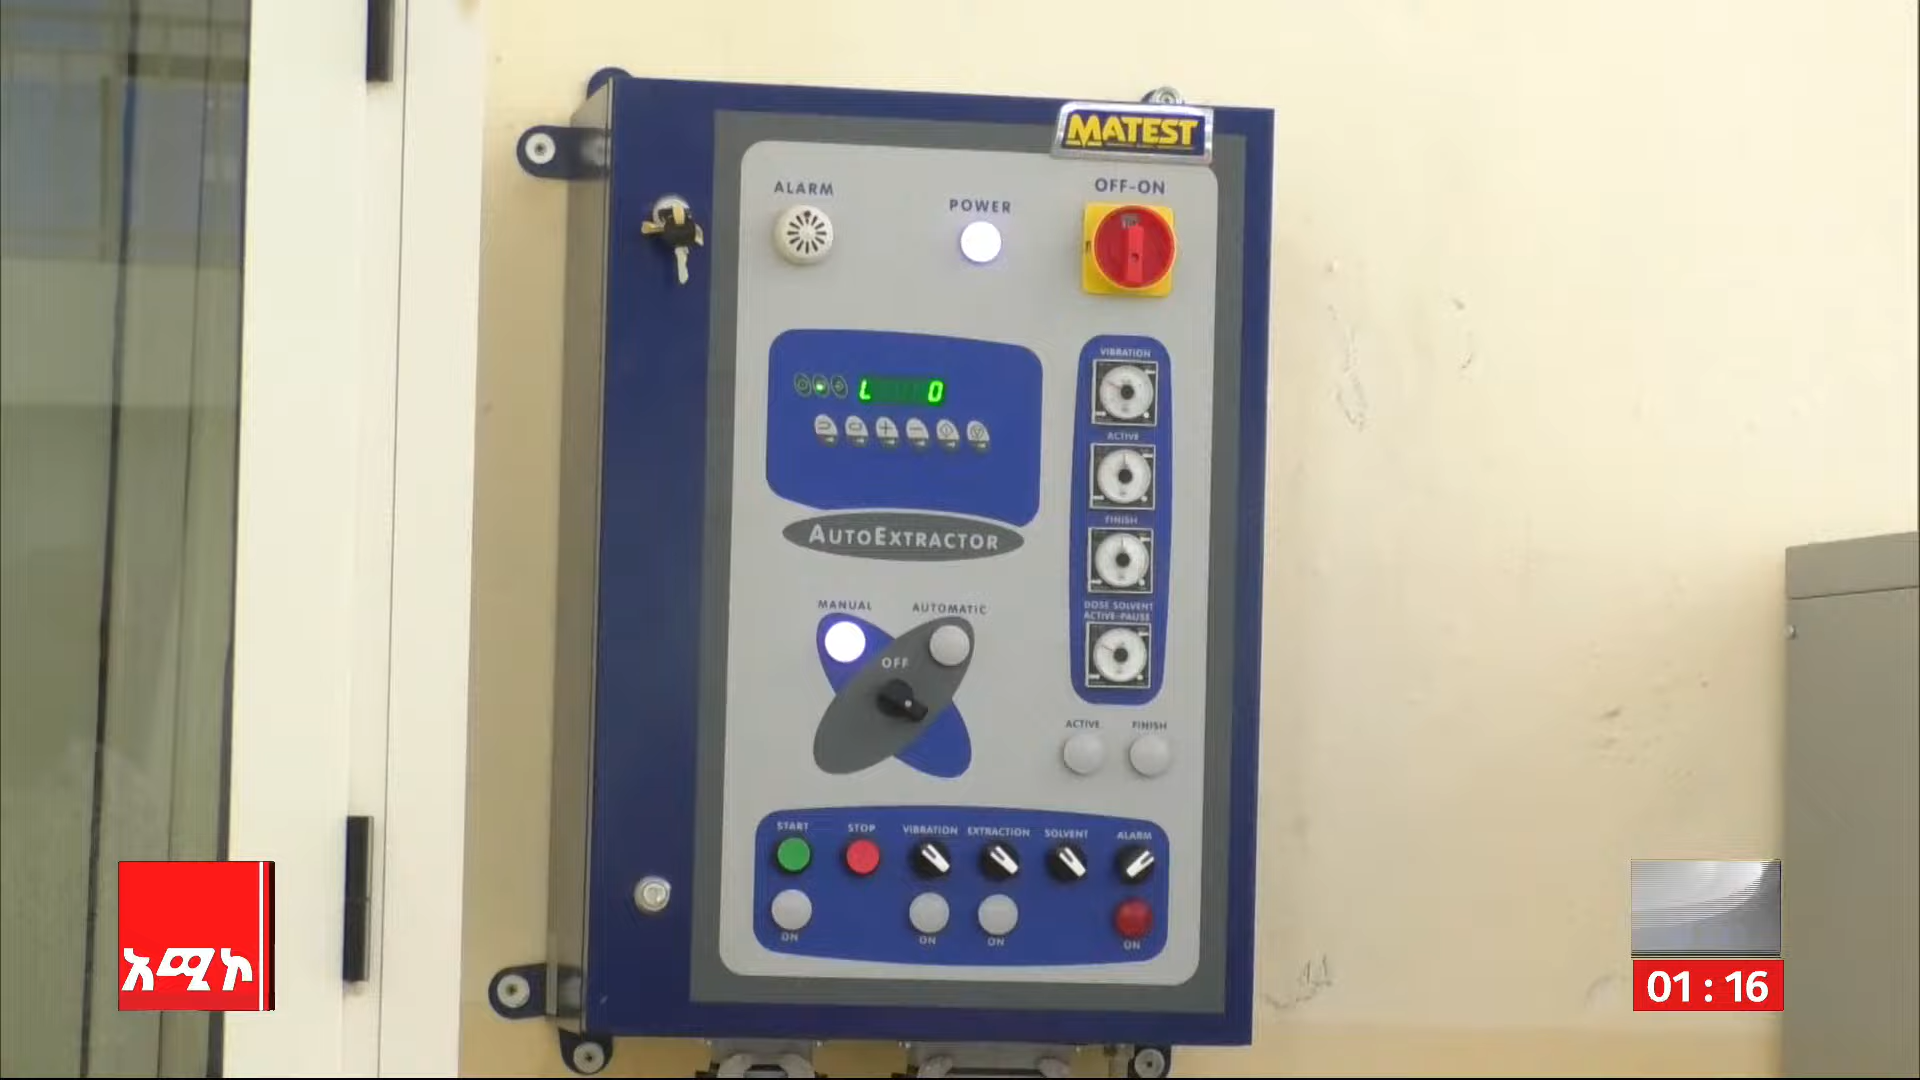 MATEST
ALARM
POWER
OFF-ON
VIBRATION
L 0
ACTIVE
FINISH
AUTOEXTRACTOR
DOSE SOLVENT
ACTIVE-PAUSE
MANUAL
AUTOMATIC
OFF
ACTIVE
FINISH
START
STOP
VIBRATION
EXTRACTION
SOLVENT
ALARM
ON
ON
ON
ON
አሚኮ
01:16